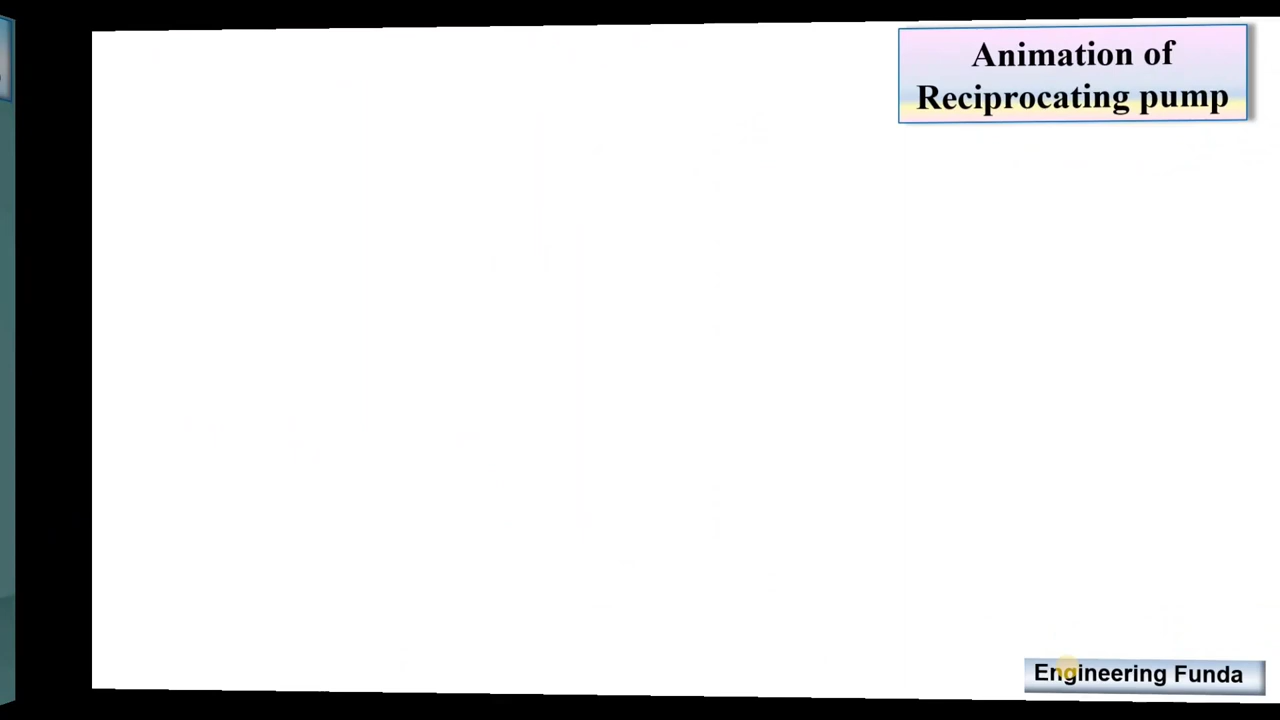 Animation of
Reciprocating pump
Engineering Funda